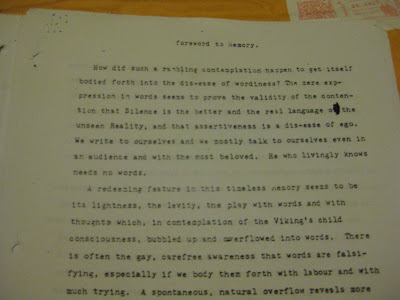 foreword to Memory.
How did such a rambling contemplation happen to get itself
bodied forth into the dis-ease of wordiness? The mere exp-
pression in words seems to prove the validity of the conten-
tion that Silence is the better and the real language of the
unseen Reality, and that assertiveness is a dis-ease of ego.
We write to ourselves and we mostly talk to ourselves even in
an audience and with the most beloved. He who livingly knows
needs no words.
A redeeming feature in this timeless memory seems to be
its lightness, the levity, the play with words and with
thoughts which, in contemplation of the Viking's child
consciousness, bubbled up and overflowed into words. There
is often the gay, carefree awareness that words are falsi-
fying, especially if we body them forth with labour and with
much trying. A spontaneous, natural overflow reveals more